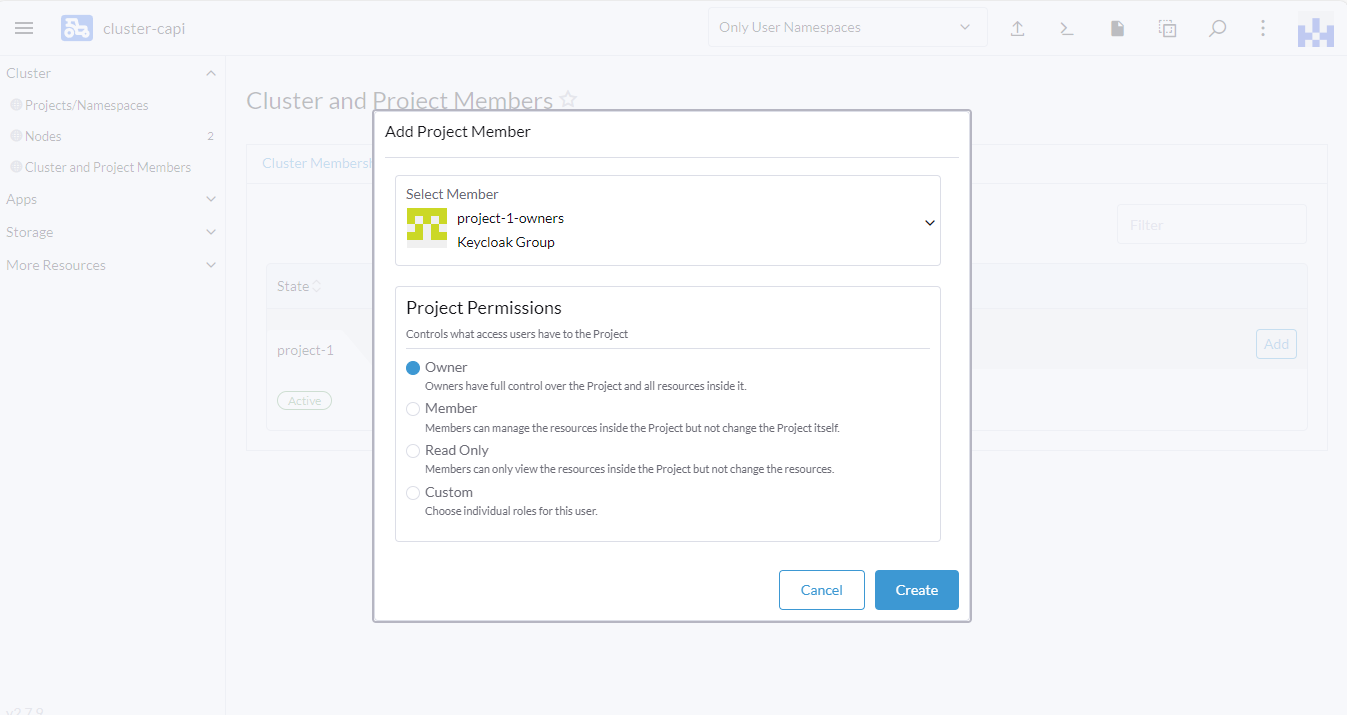 cluster-capi
Only User Namespaces
Cluster
Projects/Namespaces
Nodes 2
Cluster and Project Members
Apps
Storage
More Resources
v2.7.9
Cluster and Project Members
Cluster Membersh
Filter
State
project-1
Add
Active
Add Project Member
Select Member
project-1-owners
Keycloak Group
Project Permissions
Controls what access users have to the Project
Owner
Owners have full control over the Project and all resources inside it.
Member
Members can manage the resources inside the Project but not change the Project itself.
Read Only
Members can only view the resources inside the Project but not change the resources.
Custom
Choose individual roles for this user.
Cancel
Create